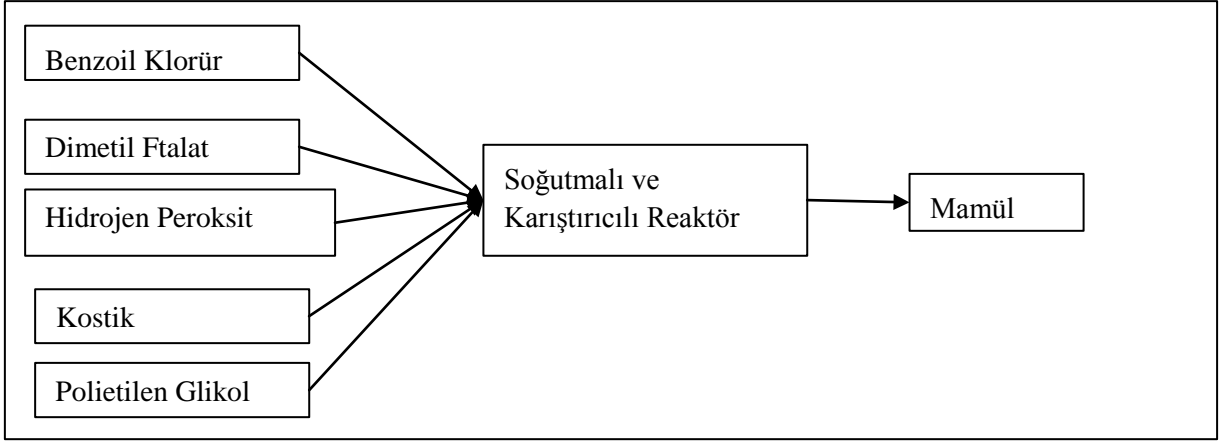 Benzoil Klorür
Dimetil Ftalat
Hidrojen Peroksit
Kostik
Polietilen Glikol
Soğutmalı ve
Karıştırıcılı Reaktör
Mamül